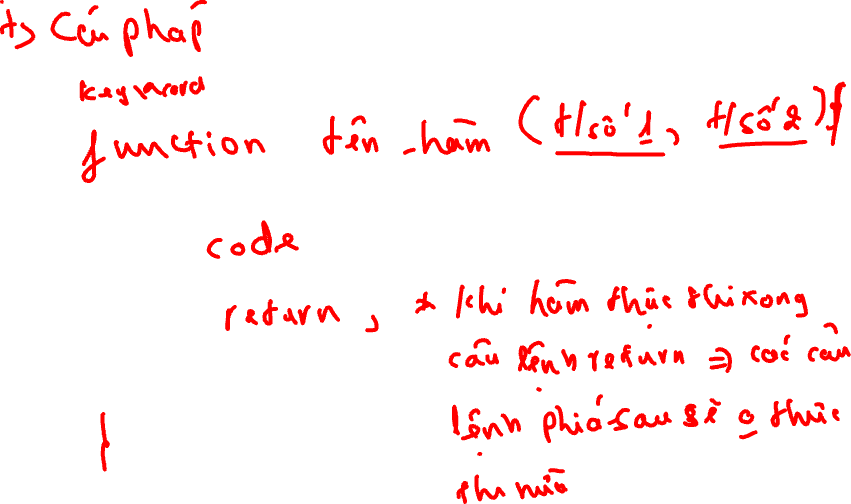 +> Cú pháp
keyword
function tên_hàm (t/số 1, t/số 2) {
code
return ; * khi hàm thực thi xong
câu lệnh return => các câu
lệnh phía sau sẽ o thực
thi nữa
}